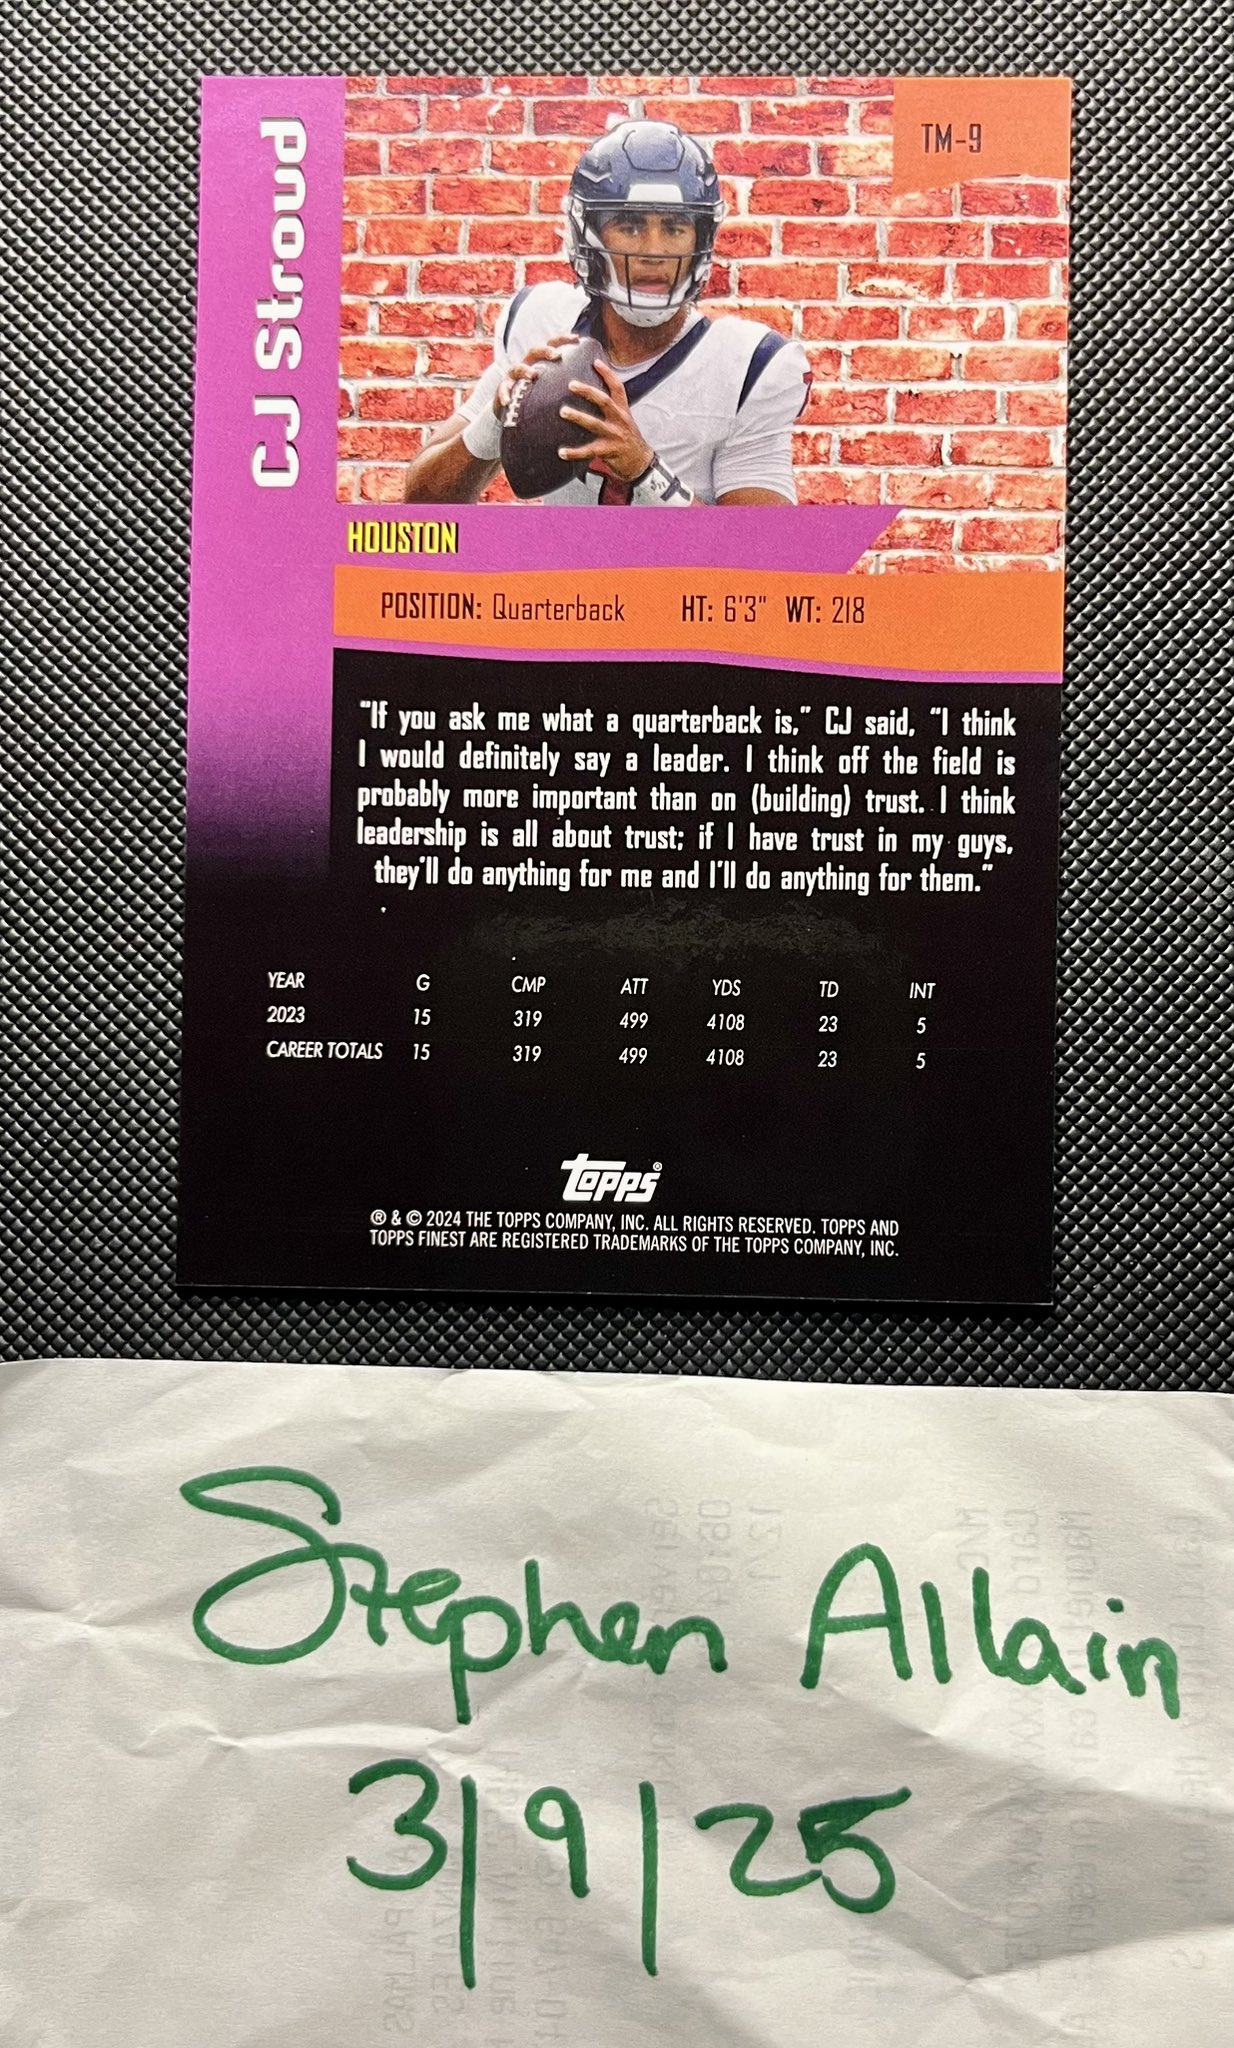 CJ Stroud
TM-9
HOUSTON
POSITION: Quarterback HT: 6'3" WT: 218
"If you ask me what a quarterback is," CJ said, "I think
I would definitely say a leader. I think off the field is
probably more important than on (building) trust. I think
leadership is all about trust; if I have trust in my guys,
they'll do anything for me and I'll do anything for them."
YEAR G CMP ATT YDS TD INT
2023 15 319 499 4108 23 5
CAREER TOTALS 15 319 499 4108 23 5
topps®
® & © 2024 THE TOPPS COMPANY, INC. ALL RIGHTS RESERVED. TOPPS AND
TOPPS FINEST ARE REGISTERED TRADEMARKS OF THE TOPPS COMPANY, INC.
Stephen Allain
3/9/25